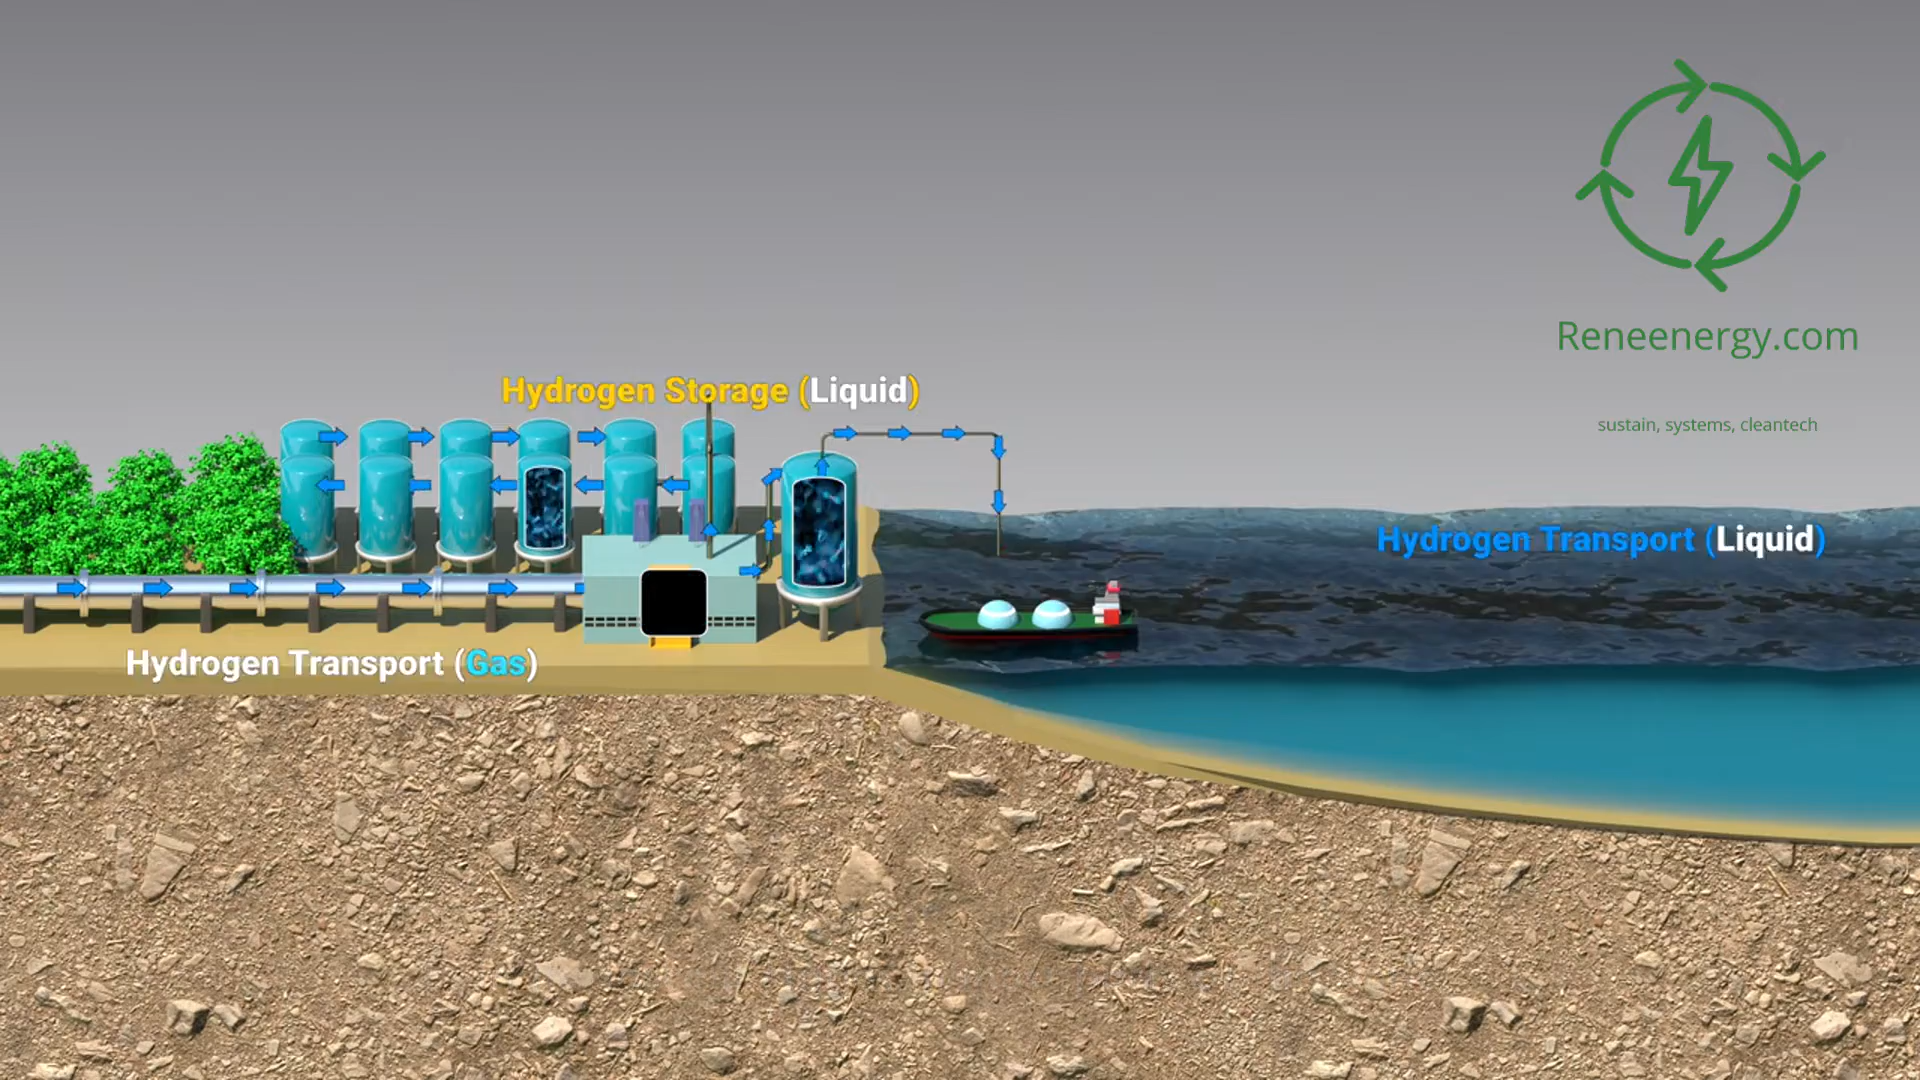 Reneenergy.com
Hydrogen Storage (Liquid)
sustain, systems, cleantech
Hydrogen Transport (Liquid)
Hydrogen Transport (Gas)